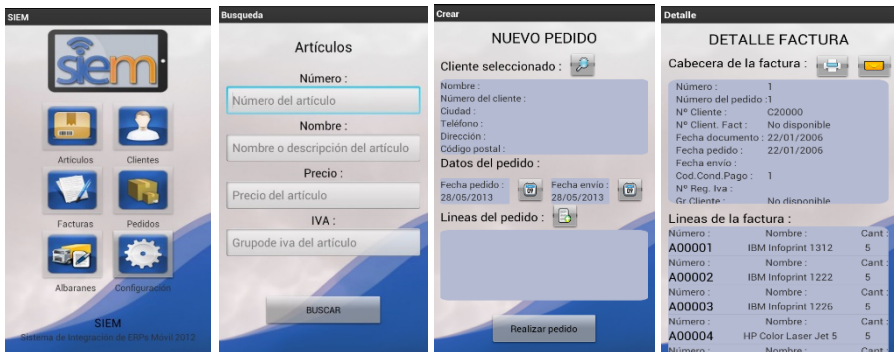 SIEM
siem
Artículos
Clientes
Facturas
Pedidos
Albaranes
Configuración
SIEM
Sistema de Integración de ERPs Móvil 2012
Busqueda
Artículos
Número :
Número del artículo
Nombre :
Nombre o descripción del artículo
Precio :
Precio del artículo
IVA :
Grupode iva del artículo
BUSCAR
Crear
NUEVO PEDIDO
Cliente seleccionado :
Nombre :
Número del cliente :
Ciudad :
Teléfono :
Dirección :
Código postal :
Datos del pedido :
Fecha pedido :
28/05/2013
Fecha envío :
28/05/2013
Lineas del pedido :
Realizar pedido
Detalle
DETALLE FACTURA
Cabecera de la factura :
Número : 1
Número del pedido :1
Nº Cliente : C20000
Nº Client. Fact : No disponible
Fecha documento : 22/01/2006
Fecha pedido : 22/01/2006
Fecha envío :
Cod.Cond.Pago : 1
Nº Reg. Iva :
Gr Cliente : No disponible
Lineas de la factura :
Número : Nombre : Cant :
A00001 IBM Infoprint 1312 5
Número : Nombre : Cant :
A00002 IBM Infoprint 1222 5
Número : Nombre : Cant :
A00003 IBM Infoprint 1226 5
Número : Nombre : Cant :
A00004 HP Color Laser Jet 5 5
Número : Nombre : Cant :